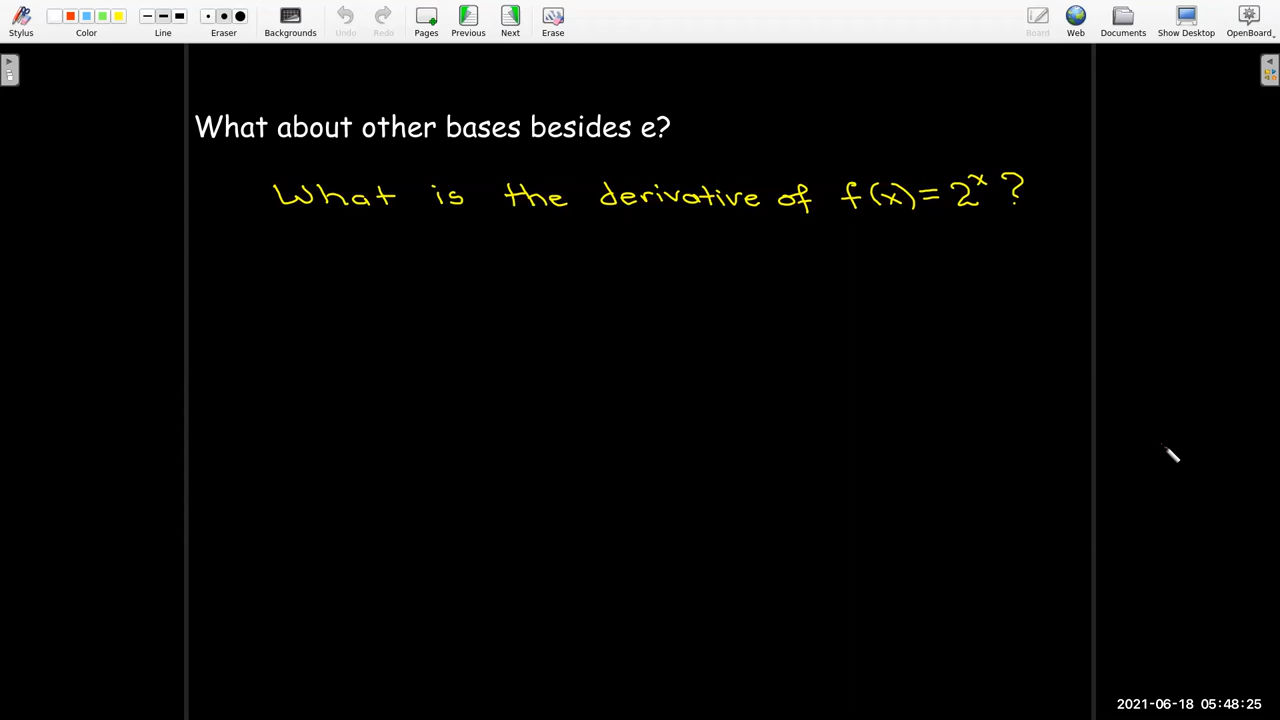 Stylus Color Line Eraser Backgrounds Undo Redo Pages Previous Next Erase Board Web Documents Show Desktop OpenBoard
What about other bases besides e?
What is the derivative of f(x) = 2^x ?
2021-06-18 05:48:25